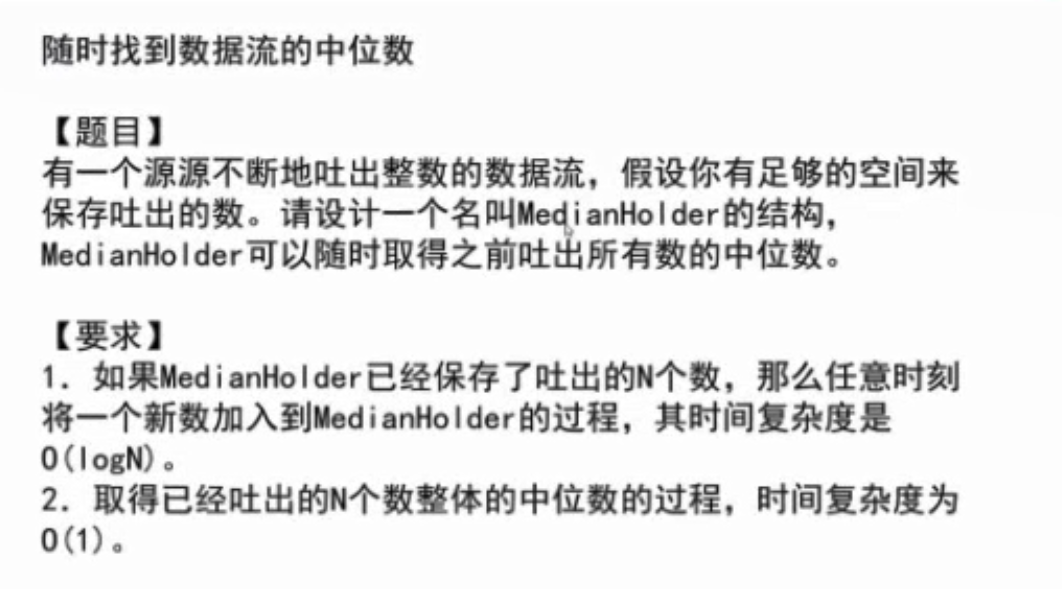 随时找到数据流的中位数
【题目】
有一个源源不断地吐出整数的数据流，假设你有足够的空间来
保存吐出的数。请设计一个名叫MedianHolder的结构，
MedianHolder可以随时取得之前吐出所有数的中位数。
【要求】
1. 如果MedianHolder已经保存了吐出的N个数，那么任意时刻
将一个新数加入到MedianHolder的过程，其时间复杂度是
O(logN)。
2. 取得已经吐出的N个数整体的中位数的过程，时间复杂度为
O(1)。